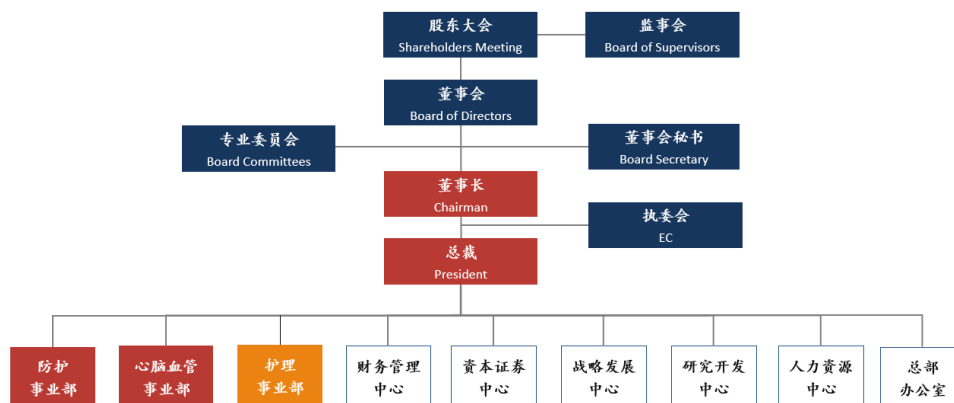 股东大会
Shareholders Meeting
监事会
Board of Supervisors
董事会
Board of Directors
专业委员会
Board Committees
董事会秘书
Board Secretary
董事长
Chairman
执委会
EC
总裁
President
防护
事业部
心脑血管
事业部
护理
事业部
财务管理
中心
资本证券
中心
战略发展
中心
研究开发
中心
人力资源
中心
总部
办公室